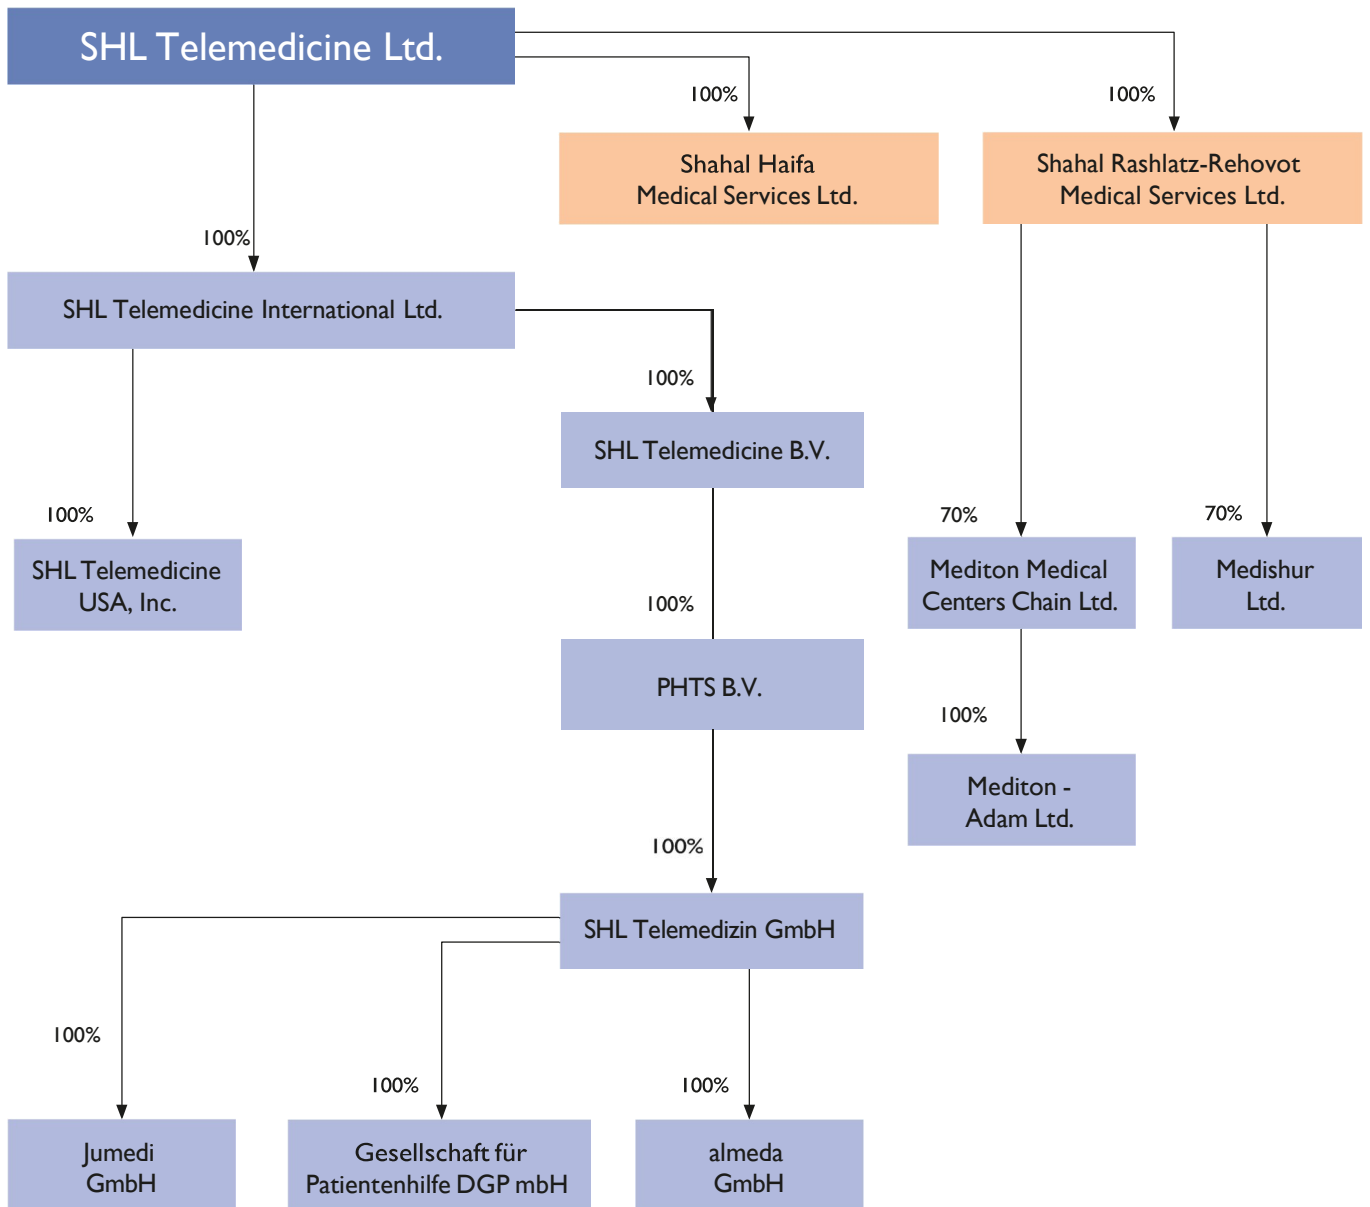 SHL Telemedicine Ltd.
100%
100%
Shahal Haifa
Medical Services Ltd.
Shahal Rashlatz-Rehovot
Medical Services Ltd.
100%
SHL Telemedicine International Ltd.
100%
SHL Telemedicine B.V.
100%
70%
70%
SHL Telemedicine
USA, Inc.
Mediton Medical
Centers Chain Ltd.
Medishur
Ltd.
100%
PHTS B.V.
100%
Mediton -
Adam Ltd.
100%
SHL Telemedizin GmbH
100%
100%
100%
Jumedi
GmbH
Gesellschaft für
Patientenhilfe DGP mbH
almeda
GmbH